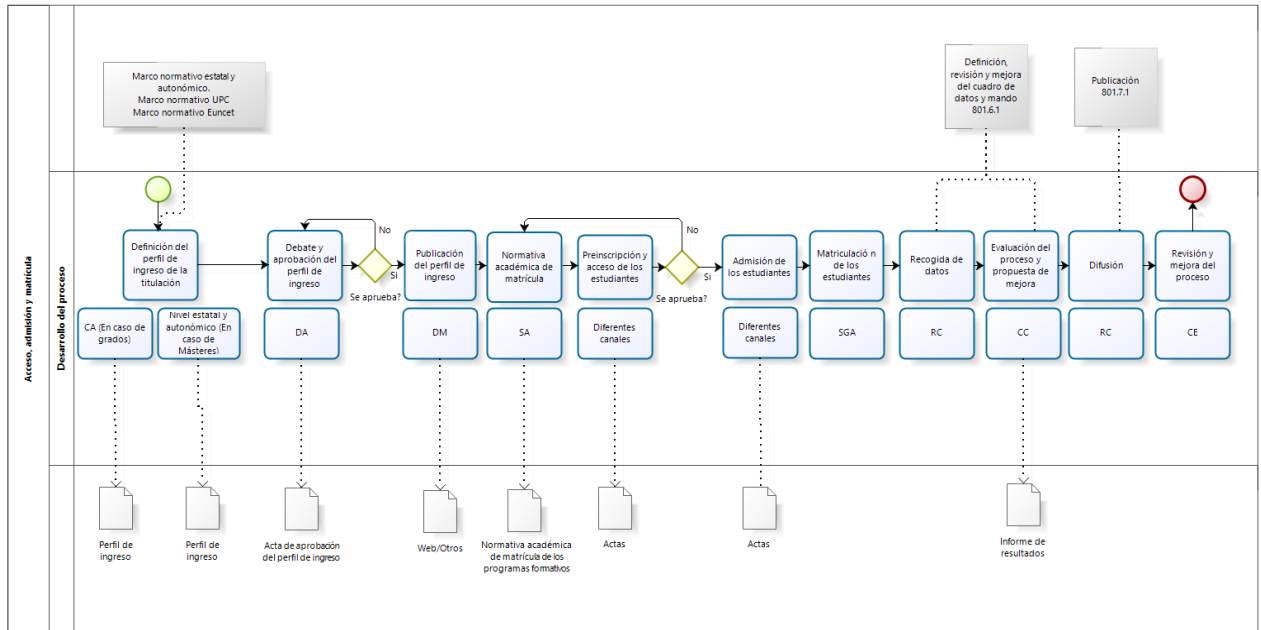 Acceso, admisión y matrícula
Desarrollo del proceso
Marco normativo estatal y
autonómico.
Marco normativo UPC
Marco normativo Euncet
Definición,
revisión y mejora
del cuadro de
datos y mando
801.6.1
Publicación
801.7.1
Definición del
perfil de
ingreso de la
titulación
Debate y
aprobación del
perfil de
ingreso
No
Si
Se aprueba?
Publicación
del perfil de
ingreso
Normativa
académica de
matrícula
Preinscripción y
acceso de los
estudiantes
No
Si
Se aprueba?
Admisión de
los estudiantes
Matriculació n
de los
estudiantes
Recogida de
datos
Evaluación del
proceso y
propuesta de
mejora
Difusión
Revisión y
mejora del
proceso
CA (En caso de
grados)
Nivel estatal y
autonómico (En
caso de
Másteres)
DA
DM
SA
Diferentes
canales
Diferentes
canales
SGA
RC
CC
RC
CE
Perfil de
ingreso
Perfil de
ingreso
Acta de aprobación
del perfil de ingreso
Web/Otros
Normativa académica
de matrícula de los
programas formativos
Actas
Actas
Informe de
resultados